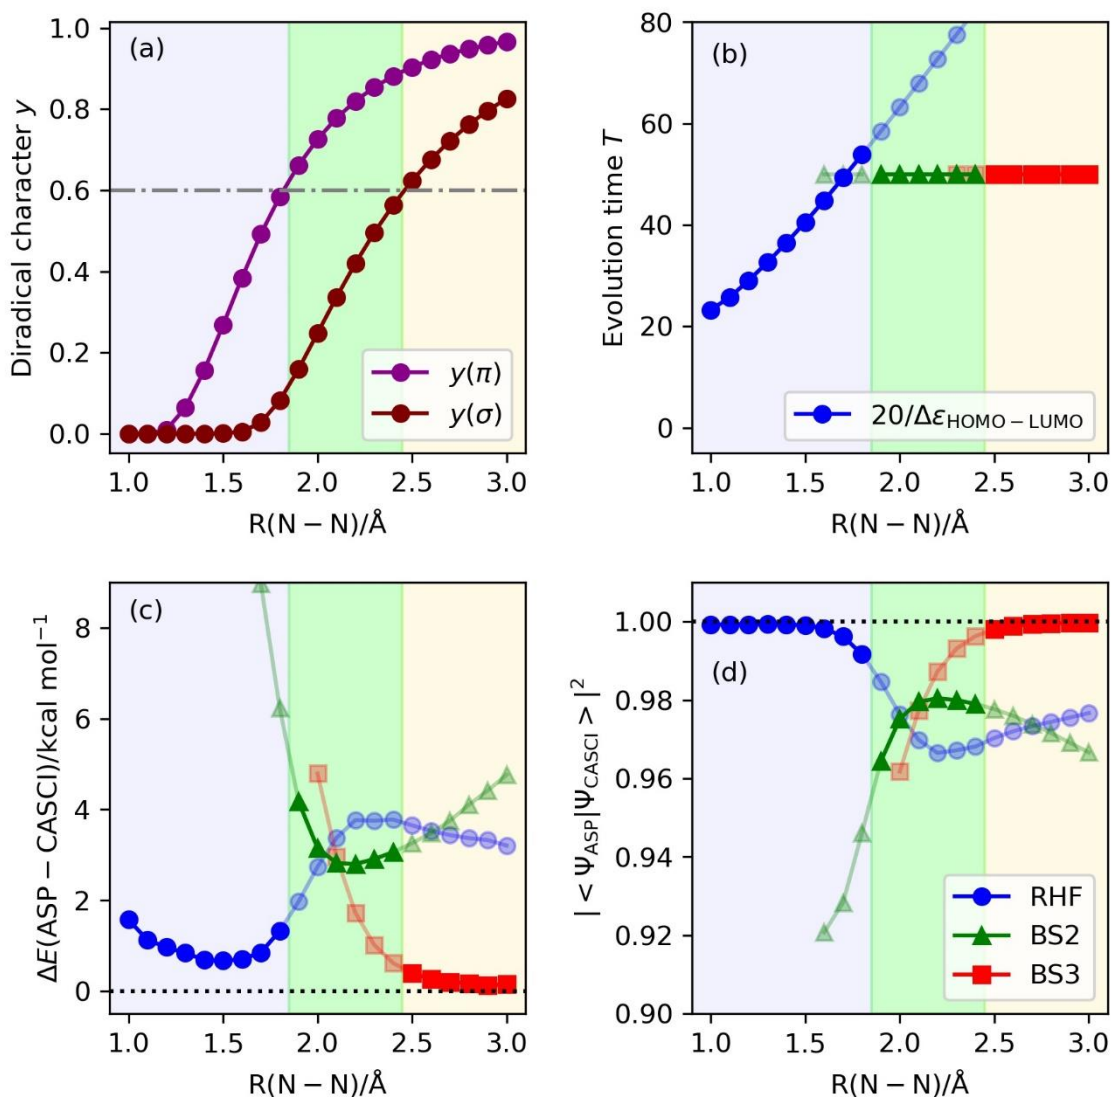 (a)
Diradical character y
1.0
0.8
0.6
0.4
0.2
0.0
y(π)
y(σ)
1.0 1.5 2.0 2.5 3.0
R(N − N)/Å
(b)
Evolution time T
80
60
40
20
0
20/Δε_HOMO − LUMO
1.0 1.5 2.0 2.5 3.0
R(N − N)/Å
(c)
ΔE(ASP − CASCI)/kcal mol⁻¹
8
6
4
2
0
1.0 1.5 2.0 2.5 3.0
R(N − N)/Å
(d)
| < Ψ_ASP|Ψ_CASCI > |²
1.00
0.98
0.96
0.94
0.92
0.90
RHF
BS2
BS3
1.0 1.5 2.0 2.5 3.0
R(N − N)/Å